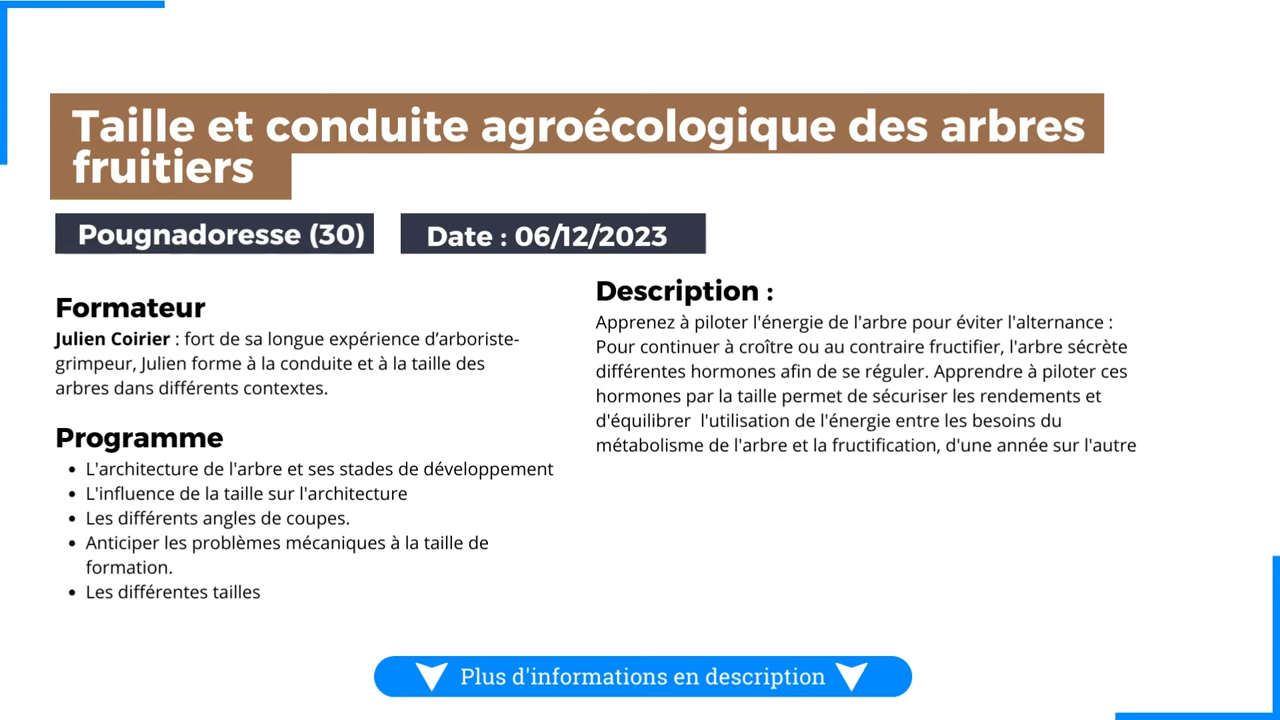 Taille et conduite agroécologique des arbres
fruitiers
Pougnadoresse (30)
Date : 06/12/2023
Formateur
Julien Coirier : fort de sa longue expérience d’arboriste-
grimpeur, Julien forme à la conduite et à la taille des
arbres dans différents contextes.
Programme
• L'architecture de l'arbre et ses stades de développement
• L'influence de la taille sur l'architecture
• Les différents angles de coupes.
• Anticiper les problèmes mécaniques à la taille de
formation.
• Les différentes tailles
Description :
Apprenez à piloter l'énergie de l'arbre pour éviter l'alternance :
Pour continuer à croître ou au contraire fructifier, l'arbre sécrète
différentes hormones afin de se réguler. Apprendre à piloter ces
hormones par la taille permet de sécuriser les rendements et
d'équilibrer  l'utilisation de l'énergie entre les besoins du
métabolisme de l'arbre et la fructification, d'une année sur l'autre
Plus d'informations en description